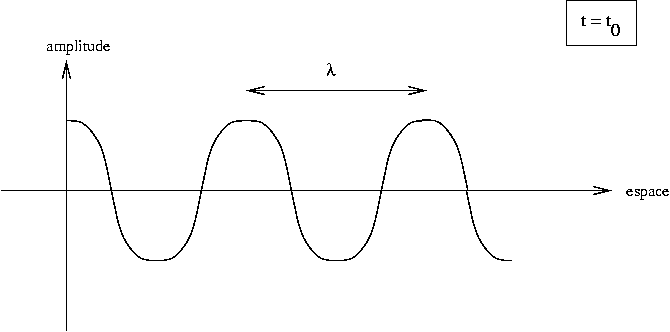 t = t0
amplitude
λ
espace